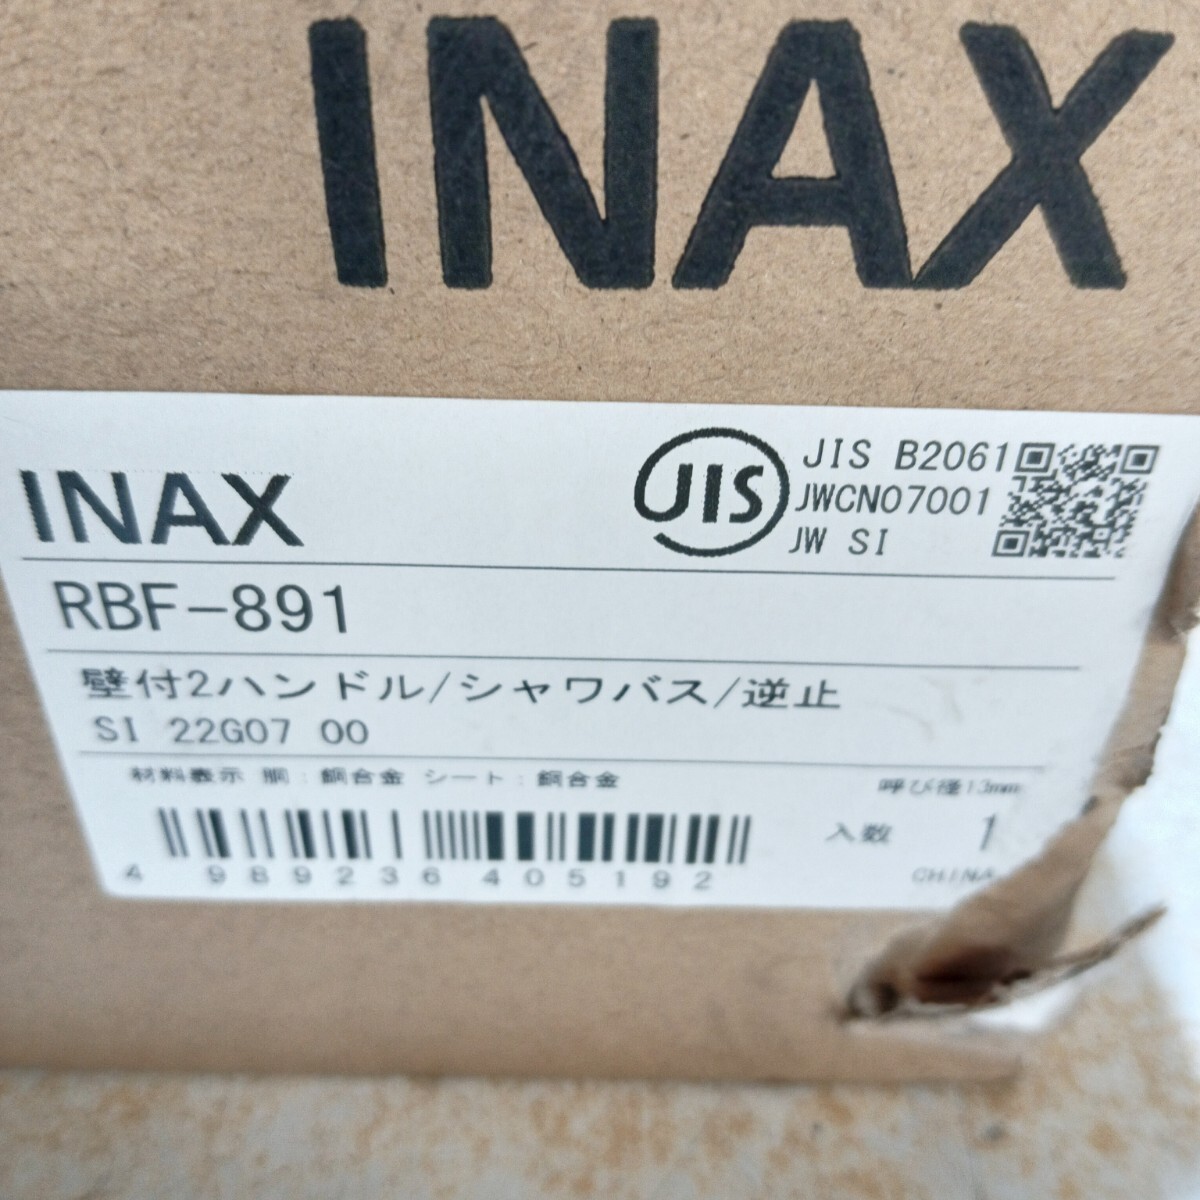 INAX
INAX
JIS
JIS B2061
JWCN07001
JW SI
RBF-891
壁付2ハンドル/シャワバス/逆止
SI 22G07 00
材料表示 胴:銅合金 シート:銅合金
呼び径13mm
入数 1
4 989236 405192
CHINA